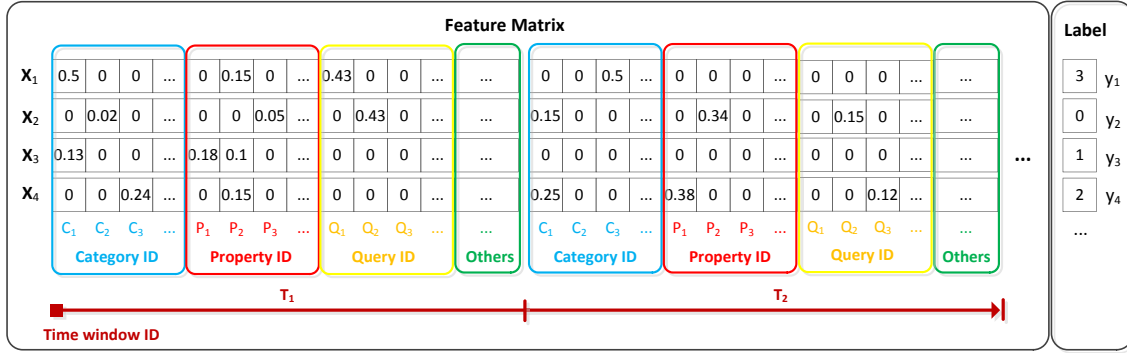 Feature Matrix
Label
X1 0.5 0 0 ... 0 0.15 0 ... 0.43 0 0 ... ... 0 0 0.5 ... 0 0 0 ... 0 0 0 ... ... 3 y1
X2 0 0.02 0 ... 0 0 0.05 ... 0 0.43 0 ... ... 0.15 0 0 ... 0 0.34 0 ... 0 0.15 0 ... ... 0 y2
X3 0.13 0 0 ... 0.18 0.1 0 ... 0 0 0 ... ... 0 0 0 ... 0 0 0 ... 0 0 0 ... ... ... 1 y3
X4 0 0 0.24 ... 0 0.15 0 ... 0 0 0 ... ... 0.25 0 0 ... 0.38 0 0 ... 0 0 0.12 ... ... 2 y4
C1 C2 C3 ... P1 P2 P3 ... Q1 Q2 Q3 ... ... C1 C2 C3 ... P1 P2 P3 ... Q1 Q2 Q3 ... ... ...
Category ID Property ID Query ID Others Category ID Property ID Query ID Others
T1 T2
Time window ID